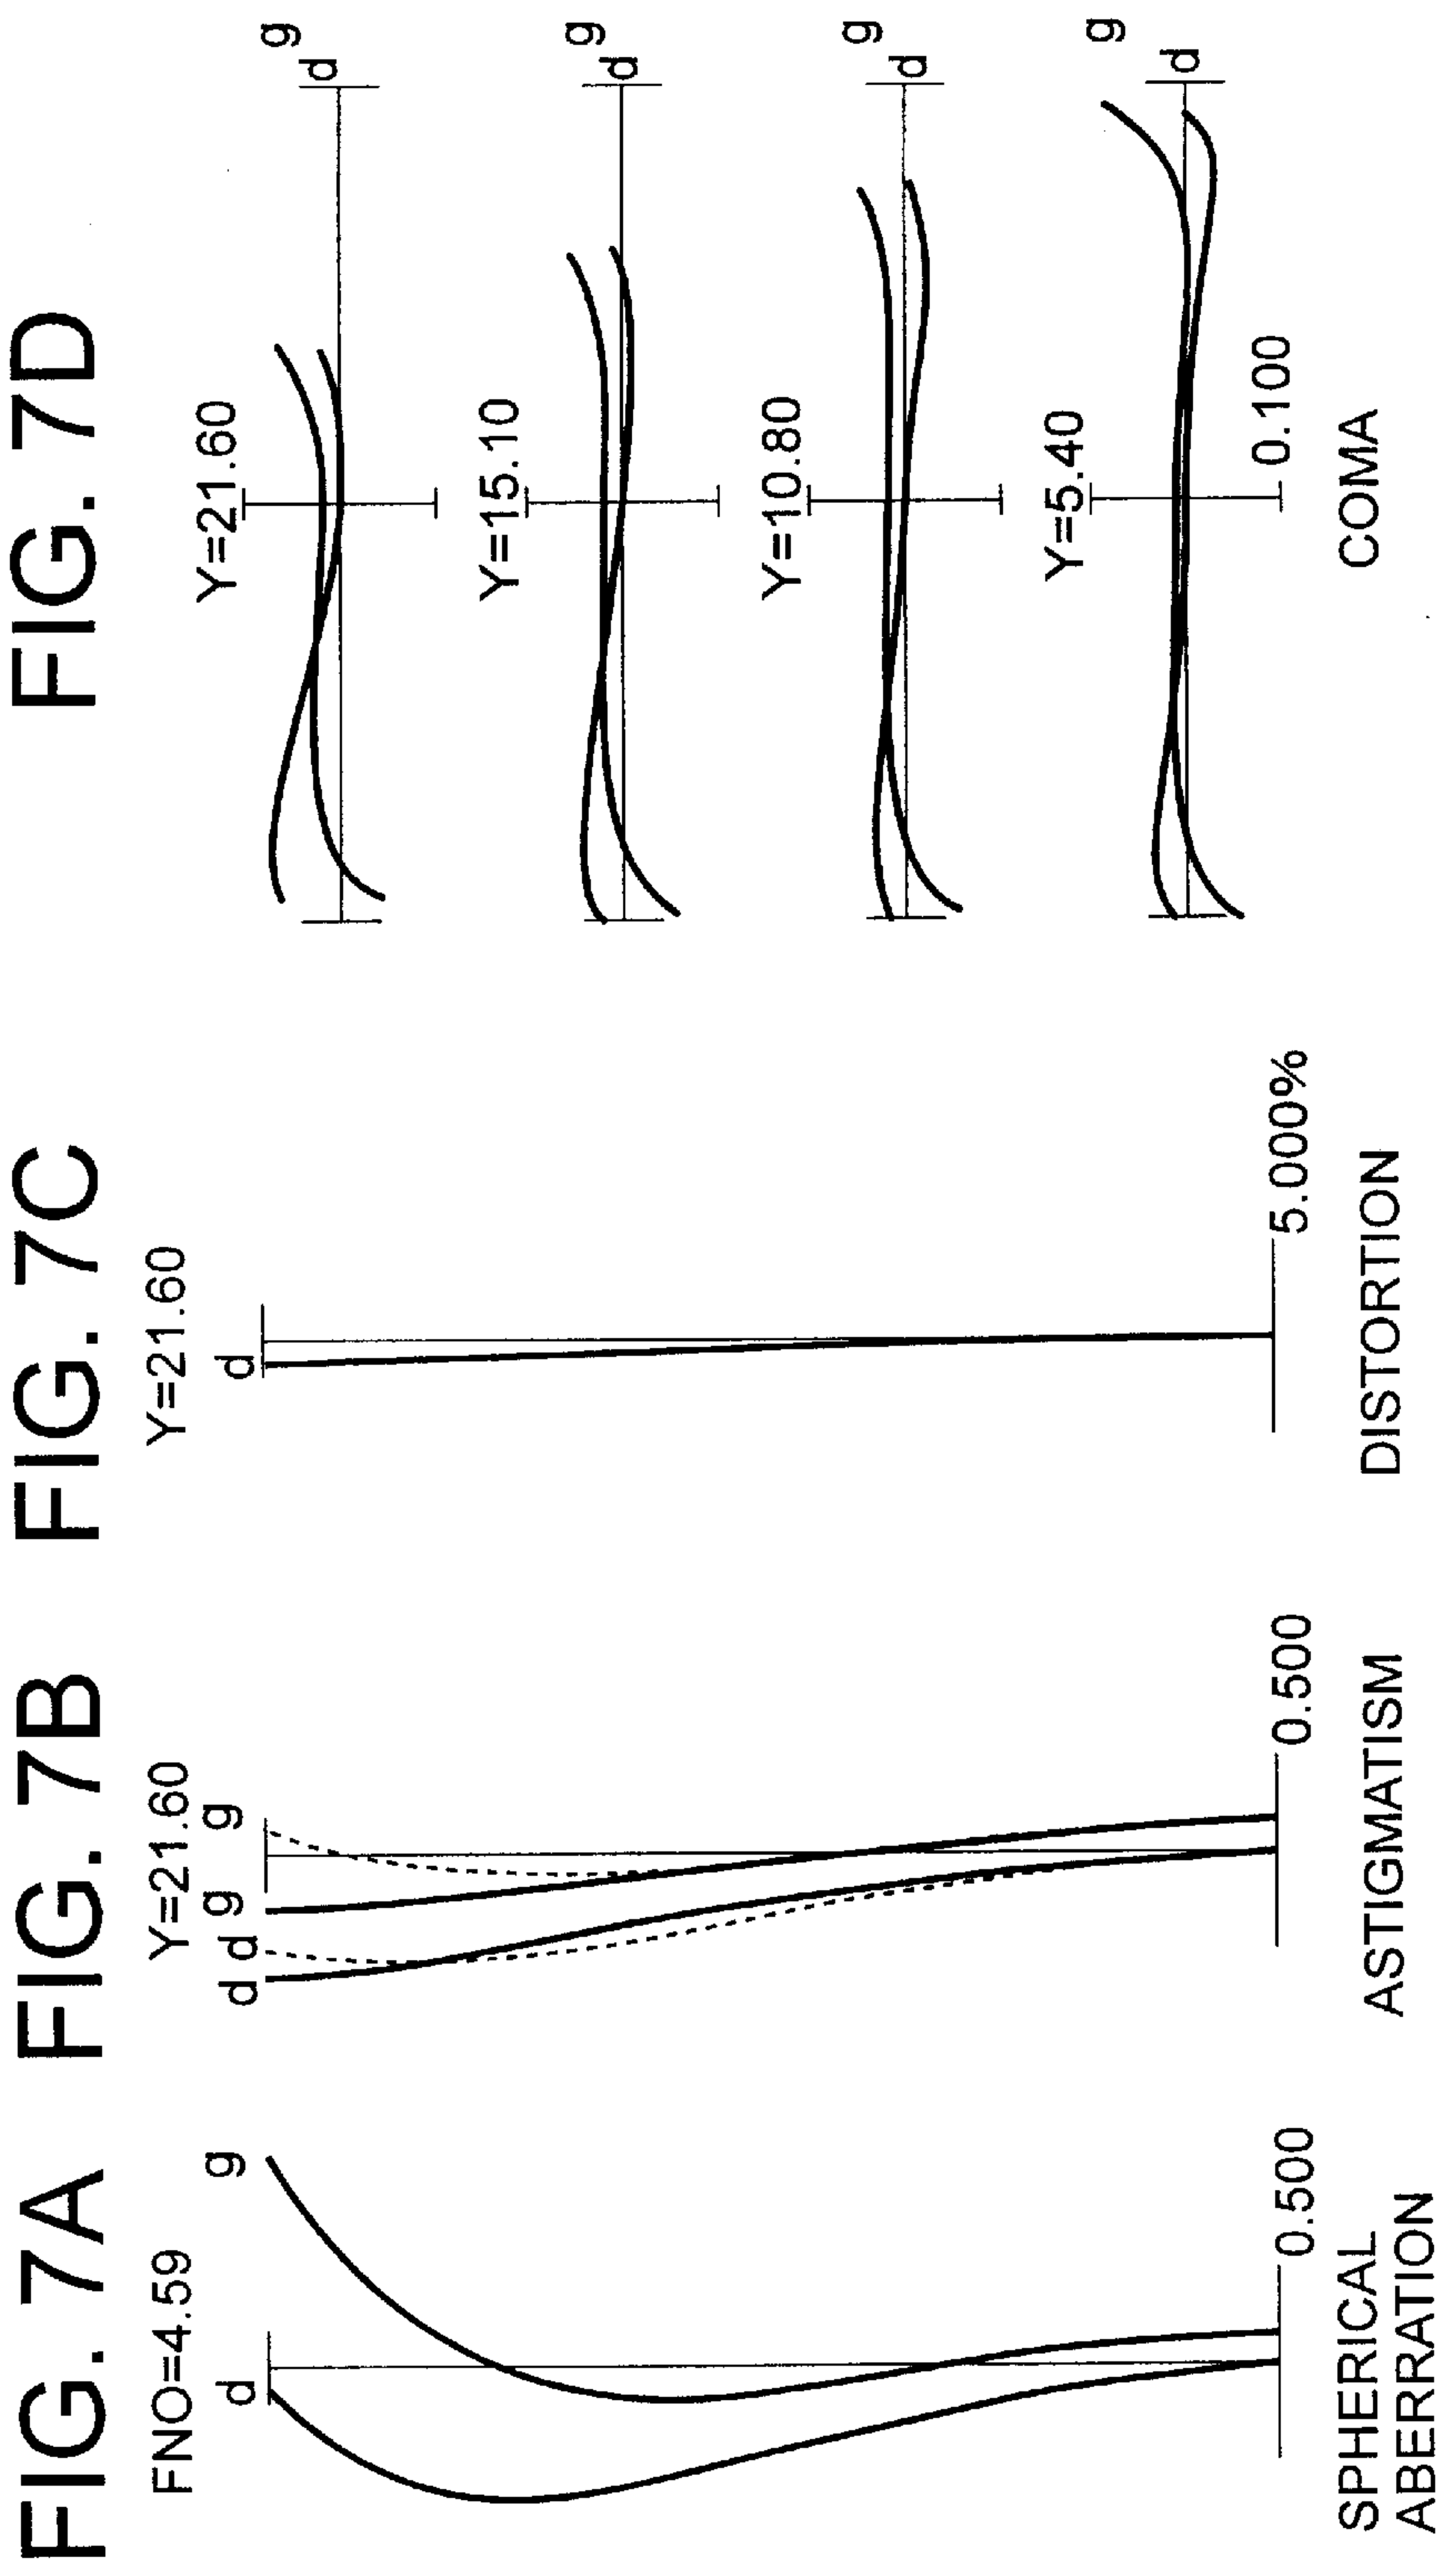 FIG. 7A
FNO=4.59
d
g
0.500
SPHERICAL
ABERRATION
FIG. 7B
Y=21.60
d
d
g
g
0.500
ASTIGMATISM
FIG. 7C
Y=21.60
d
5.000%
DISTORTION
FIG. 7D
Y=21.60
g
d
Y=15.10
g
d
Y=10.80
g
d
Y=5.40
g
d
0.100
COMA